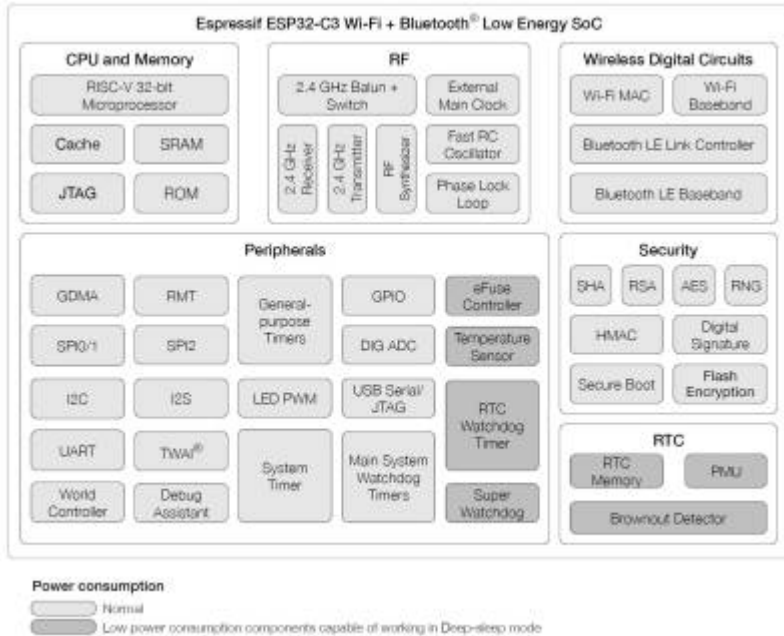 Espressif ESP32-C3 Wi-Fi + Bluetooth® Low Energy SoC
CPU and Memory
RISC-V 32-bit
Microprocessor
Cache
SRAM
JTAG
ROM
RF
2.4 GHz Balun +
Switch
External
Main Clock
2.4 GHz
Receiver
2.4 GHz
Transmitter
RF
Synthesizer
Fast RC
Oscillator
Phase Lock
Loop
Wireless Digital Circuits
Wi-Fi MAC
Wi-Fi
Baseband
Bluetooth LE Link Controller
Bluetooth LE Baseband
Peripherals
GDMA
RMT
General-
purpose
Timers
GPIO
eFuse
Controller
SPI0/1
SPI2
DIG ADC
Temperature
Sensor
I2C
I2S
LED PWM
USB Serial/
JTAG
RTC
Watchdog
Timer
UART
TWAI®
System
Timer
Main System
Watchdog
Timers
World
Controller
Debug
Assistant
Super
Watchdog
Security
SHA
RSA
AES
RNG
HMAC
Digital
Signature
Secure Boot
Flash
Encryption
RTC
RTC
Memory
PMU
Brownout Detector
Power consumption
Normal
Low power consumption components capable of working in Deep-sleep mode